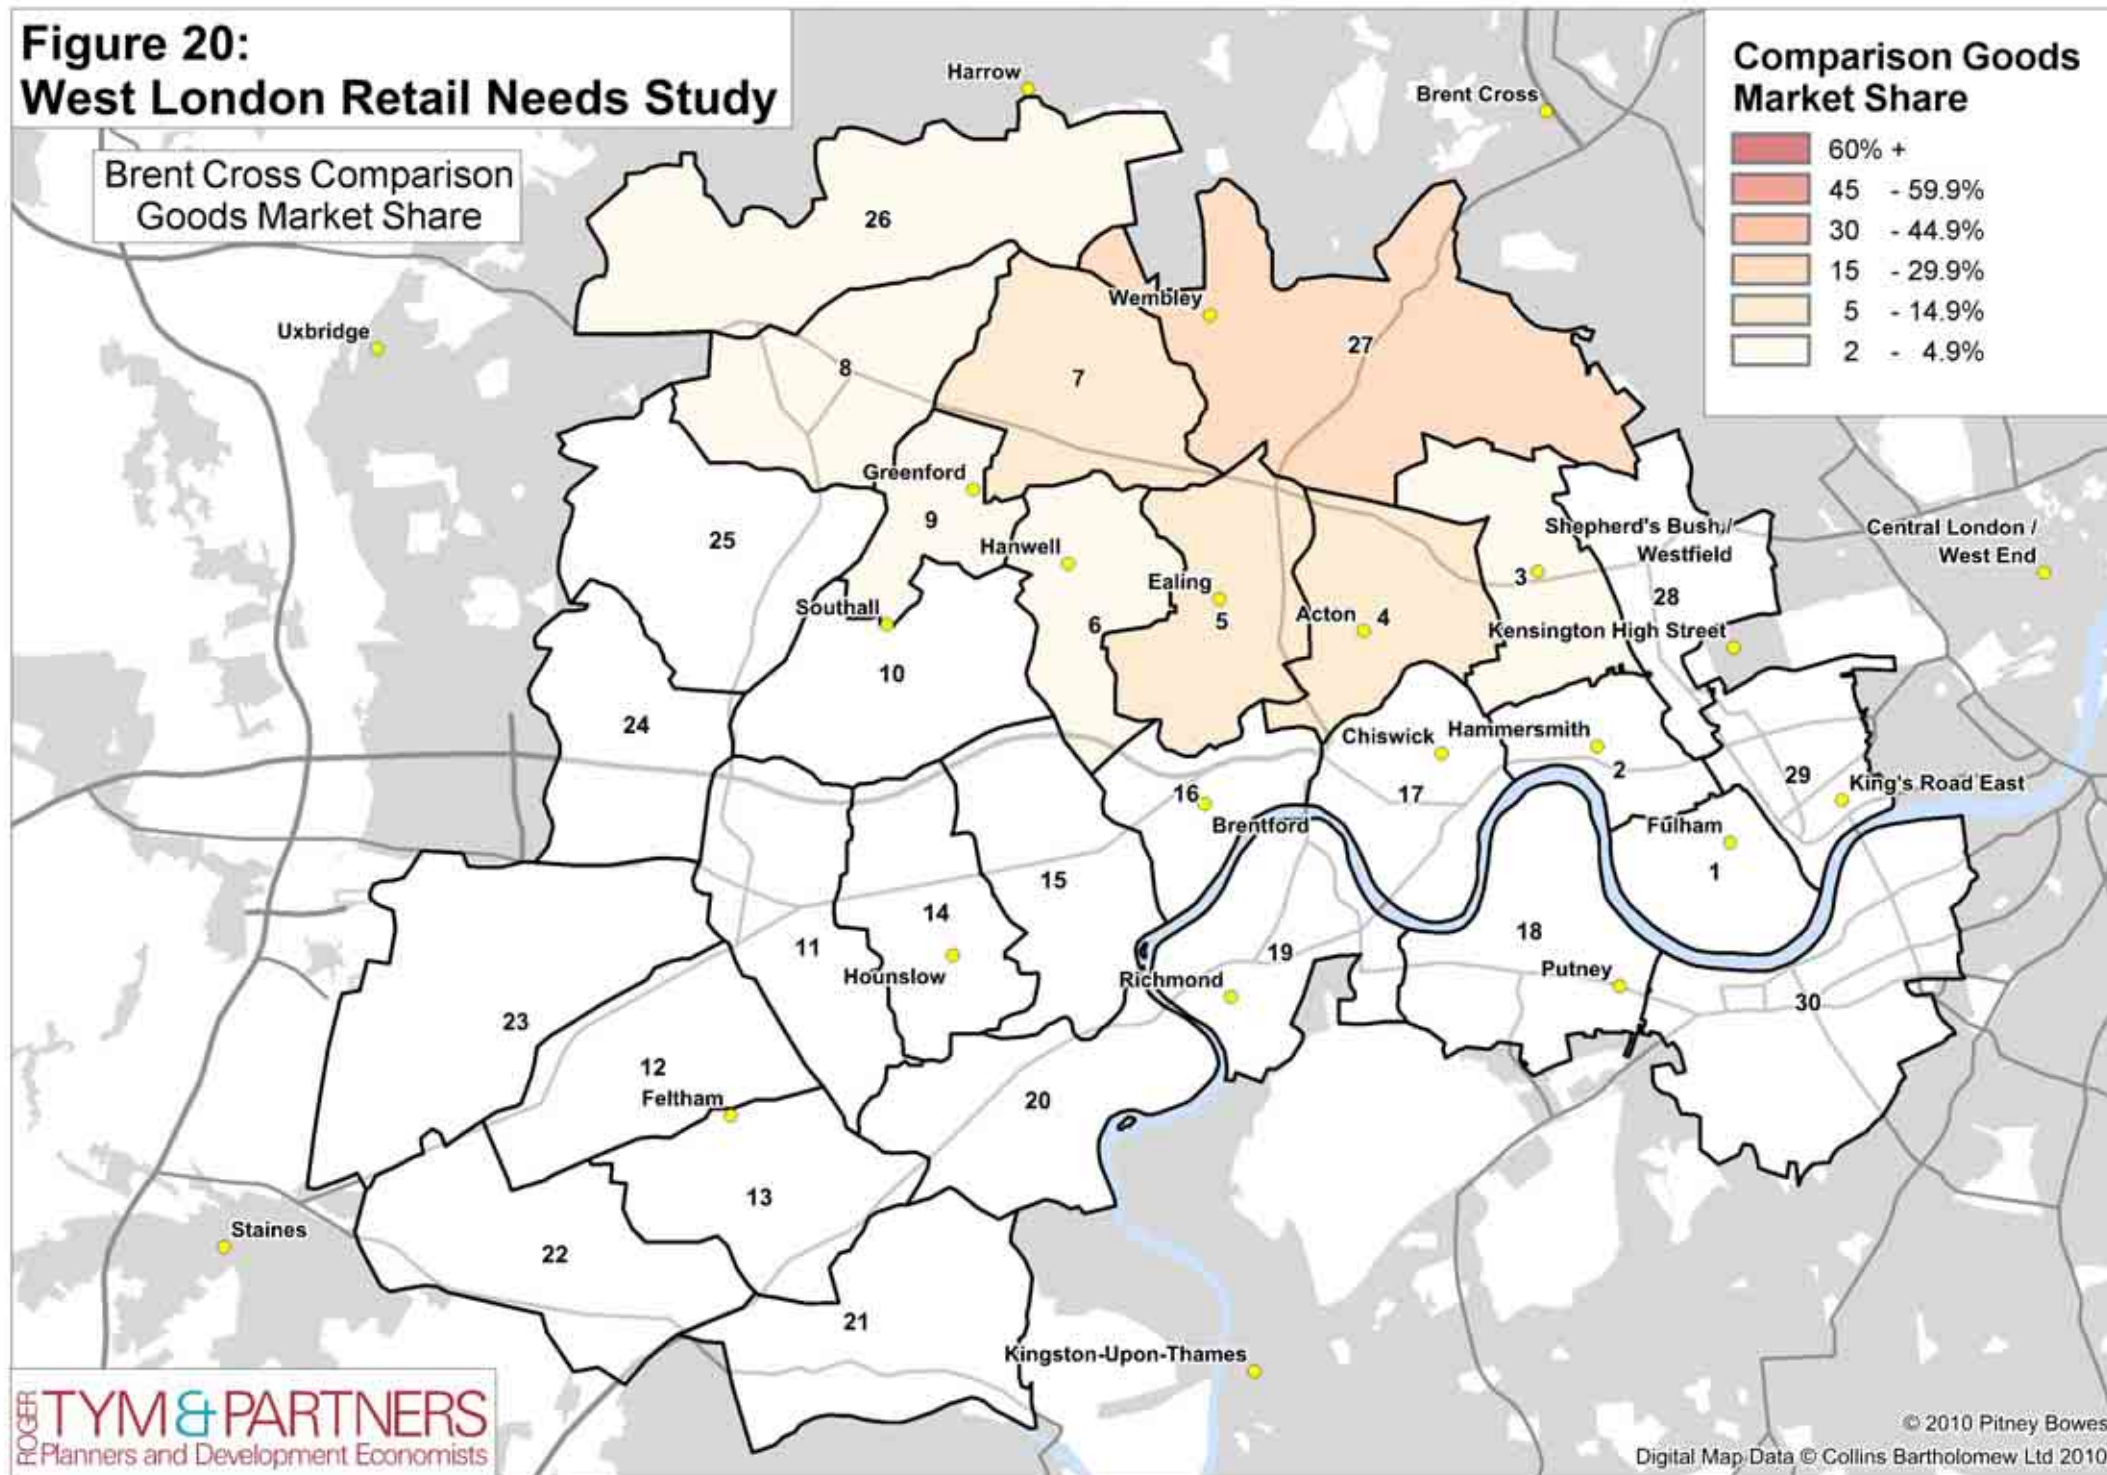 Figure 20:
West London Retail Needs Study
Brent Cross Comparison
Goods Market Share
Comparison Goods
Market Share
60% +
45 - 59.9%
30 - 44.9%
15 - 29.9%
5 - 14.9%
2 - 4.9%
Harrow
Brent Cross
26
Wembley
Uxbridge
27
8
7
Greenford
9
25
Hanwell
Shepherd's Bush /
Westfield
Central London /
West End
3
Ealing
5
Southall
Acton
4
28
6
Kensington High Street
10
24
Chiswick
Hammersmith
2
29
King's Road East
16
17
Brentford
Fulham
1
15
14
11
Hounslow
18
19
Richmond
Putney
30
23
12
Feltham
20
13
Staines
22
21
Kingston-Upon-Thames
ROGER
TYM & PARTNERS
Planners and Development Economists
© 2010 Pitney Bowes
Digital Map Data © Collins Bartholomew Ltd 2010